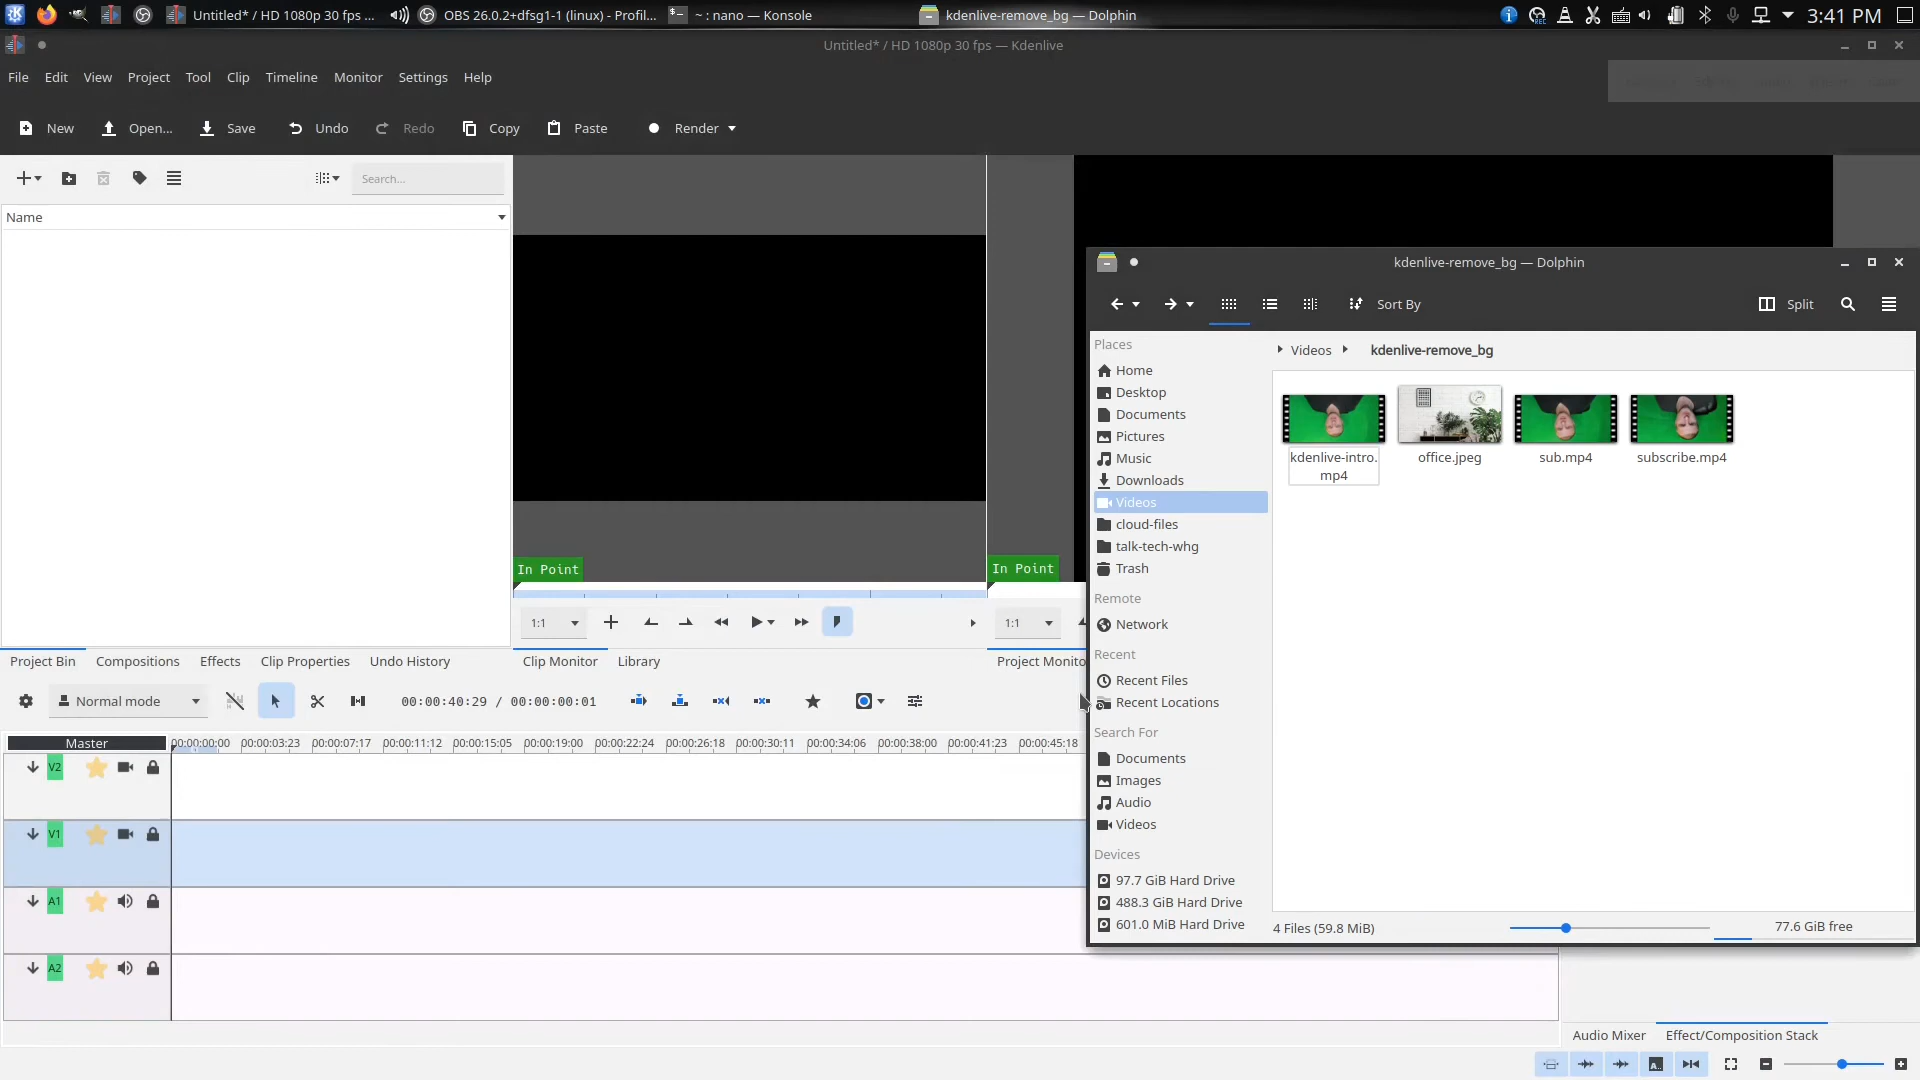 Untitled* / HD 1080p 30 fps ...
OBS 26.0.2+dfsg1-1 (linux) - Profil...
~ : nano — Konsole
kdenlive-remove_bg — Dolphin
3:41 PM
Untitled* / HD 1080p 30 fps — Kdenlive
File Edit View Project Tool Clip Timeline Monitor Settings Help
New Open... Save Undo Redo Copy Paste Render
Search...
Name
In Point
In Point
1:1
1:1
Project Bin Compositions Effects Clip Properties Undo History
Clip Monitor Library
Project Monito
Normal mode
00:00:40:29 / 00:00:00:01
Master
00:00:00:00 00:00:03:23 00:00:07:17 00:00:11:12 00:00:15:05 00:00:19:00 00:00:22:24 00:00:26:18 00:00:30:11 00:00:34:06 00:00:38:00 00:00:41:23 00:00:45:18
V2
V1
A1
A2
kdenlive-remove_bg — Dolphin
Sort By
Split
Places
Home
Desktop
Documents
Pictures
Music
Downloads
Videos
cloud-files
talk-tech-whg
Trash
Remote
Network
Recent
Recent Files
Recent Locations
Search For
Documents
Images
Audio
Videos
Devices
97.7 GiB Hard Drive
488.3 GiB Hard Drive
601.0 MiB Hard Drive
Videos
kdenlive-remove_bg
kdenlive-intro.
mp4
office.jpeg
sub.mp4
subscribe.mp4
4 Files (59.8 MiB)
77.6 GiB free
Audio Mixer
Effect/Composition Stack